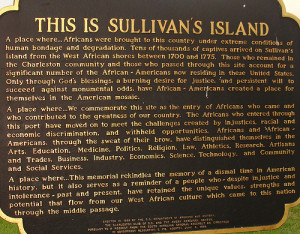 THIS IS SULLIVAN'S ISLAND
A place where...Africans were brought to this country under extreme conditions of
human bondage and degradation. Tens of thousands of captives arrived on Sullivan's
Island from the West African shores between 1700 and 1775. Those who remained in
the Charleston community and those who passed through this site account for a
significant number of the African-Americans now residing in these United States.
Only through God's blessings, a burning desire for justice, and persistent will to
succeed against monumental odds, have African-Americans created a place for
themselves in the American mosaic.
A place where...We commemorate this site as the entry of Africans who came and
who contributed to the greatness of our country. The Africans who entered through
this port have moved on to meet the challenges created by injustices, racial and
economic discrimination, and withheld opportunities. Africans and African-
Americans, through the sweat of their brow, have distinguished themselves in the
Arts, Education, Medicine, Politics, Religion, Law, Athletics, Research, Artisans
and Trades, Business, Industry, Economics, Science, Technology, and Community
and Social Services.
A place where...This memorial rekindles the memory of a dismal time in American
history, but it also serves as a reminder of a people who - despite injustice and
intolerance - past and present, have retained the unique values, strengths and
potential that flow from our West African culture which came to this nation
through the middle passage.